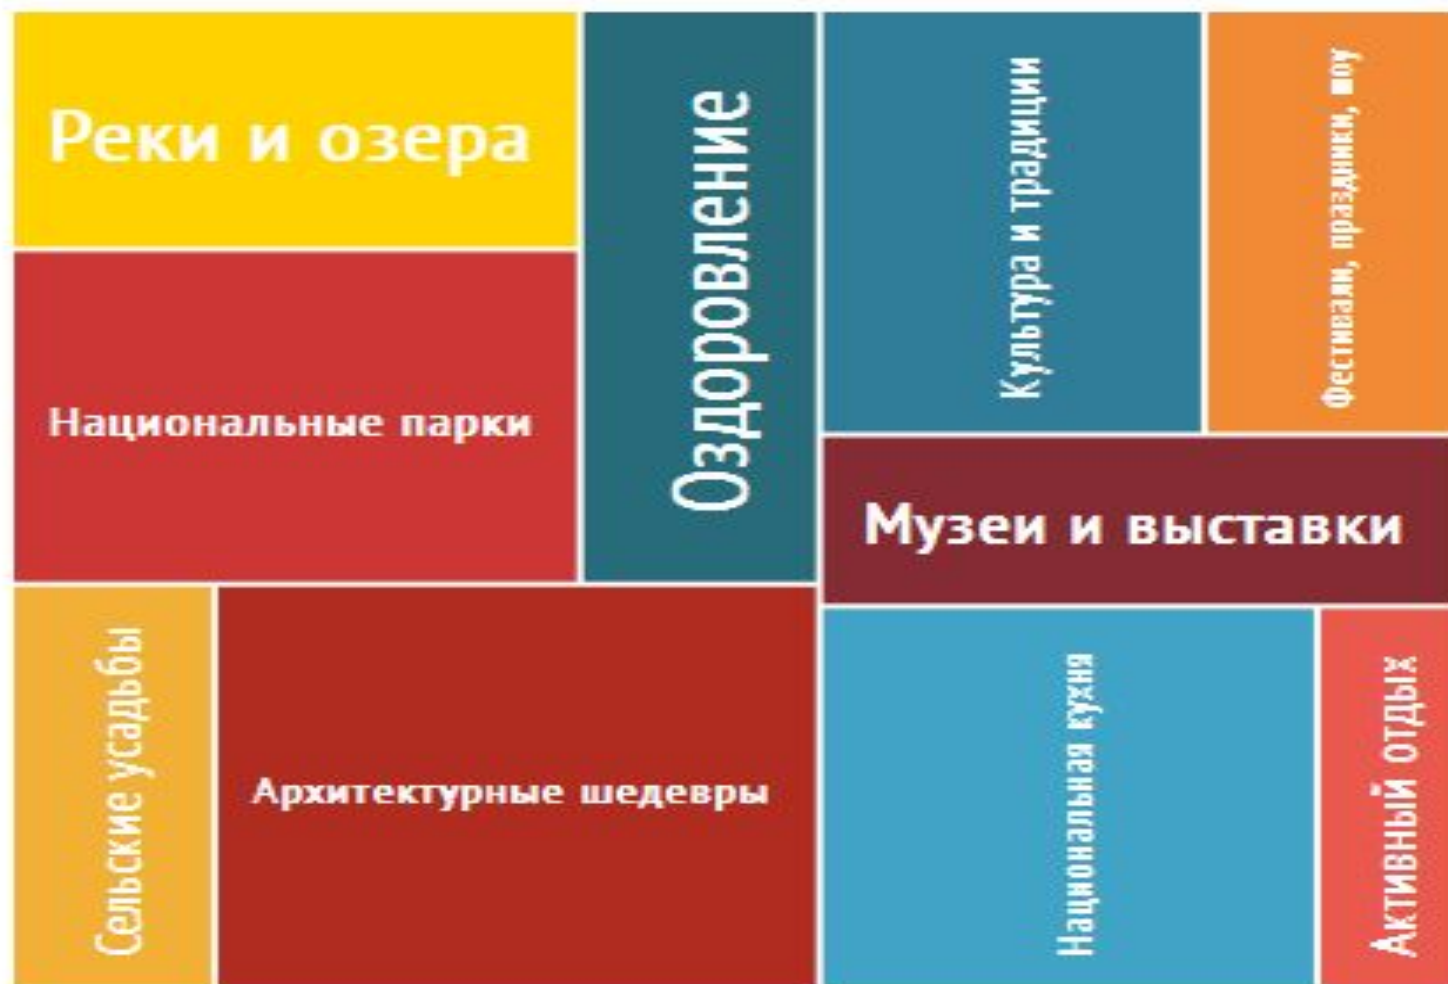 Реки и озера
Национальные парки
Оздоровление
Культура и традиции
Фестивали, праздники, шоу
Музеи и выставки
Сельские усадьбы
Архитектурные шедевры
Национальная кухня
Активный отдых